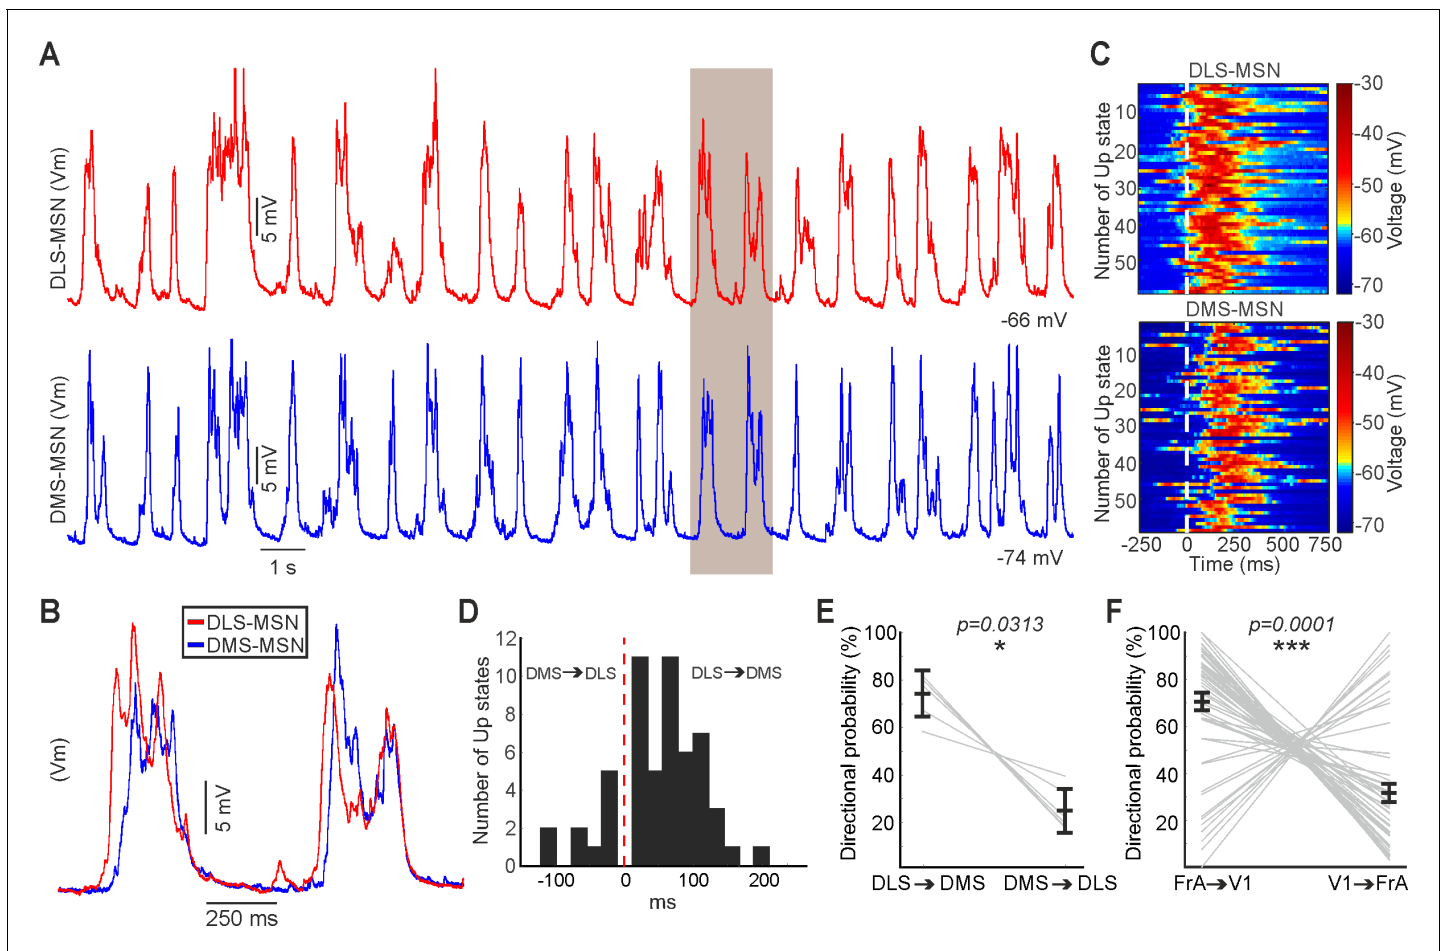 A
DLS-MSN (Vm)
5 mV
-66 mV
DMS-MSN (Vm)
5 mV
1 s
-74 mV
C
DLS-MSN
Number of Up state
10
20
30
40
50
-30
-40
-50
-60
-70
Voltage (mV)
DMS-MSN
Number of Up state
10
20
30
40
50
-30
-40
-50
-60
-70
Voltage (mV)
-250 0 250 500 750
Time (ms)
B
DLS-MSN
DMS-MSN
(Vm)
5 mV
250 ms
D
Number of Up states
12
10
8
6
4
2
0
DMS➔DLS
DLS➔DMS
-100 0 100 200
ms
E
p=0.0313
*
Directional probability (%)
100
80
60
40
20
DLS➔DMS DMS➔DLS
F
p=0.0001
***
Directional probability (%)
100
80
60
40
20
FrA➔V1 V1➔FrA